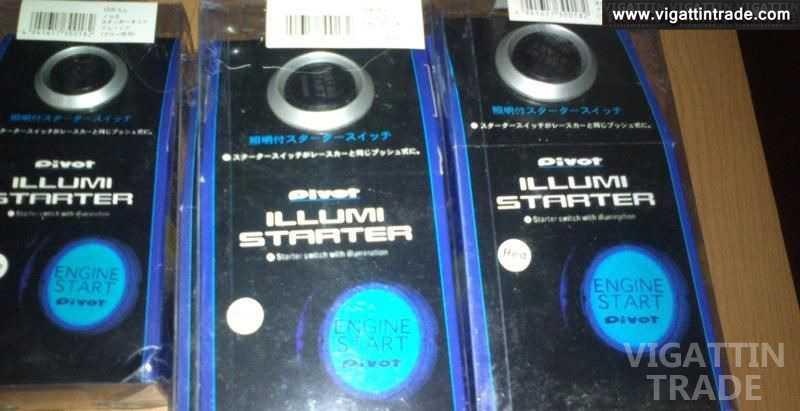 www.vigattintrade.com
照明付スタータースイッチ
スタータースイッチがレースカーと同じプッシュ式に。
Pivot
ILLUMI
STARTER
Starter switch with illumination
ENGINE
START
Pivot
照明付スタータースイッチ
スタータースイッチがレースカーと同じプッシュ式に。
Pivot
ILLUMI
STARTER
Starter switch with illumination
ENGINE
START
Pivot
照明付スタータースイッチ
スタータースイッチがレースカーと同じプッシュ式に。
Pivot
ILLUMI
STARTER
Starter switch with illumination
ENGINE
START
Pivot
VIGATTIN
TRADE